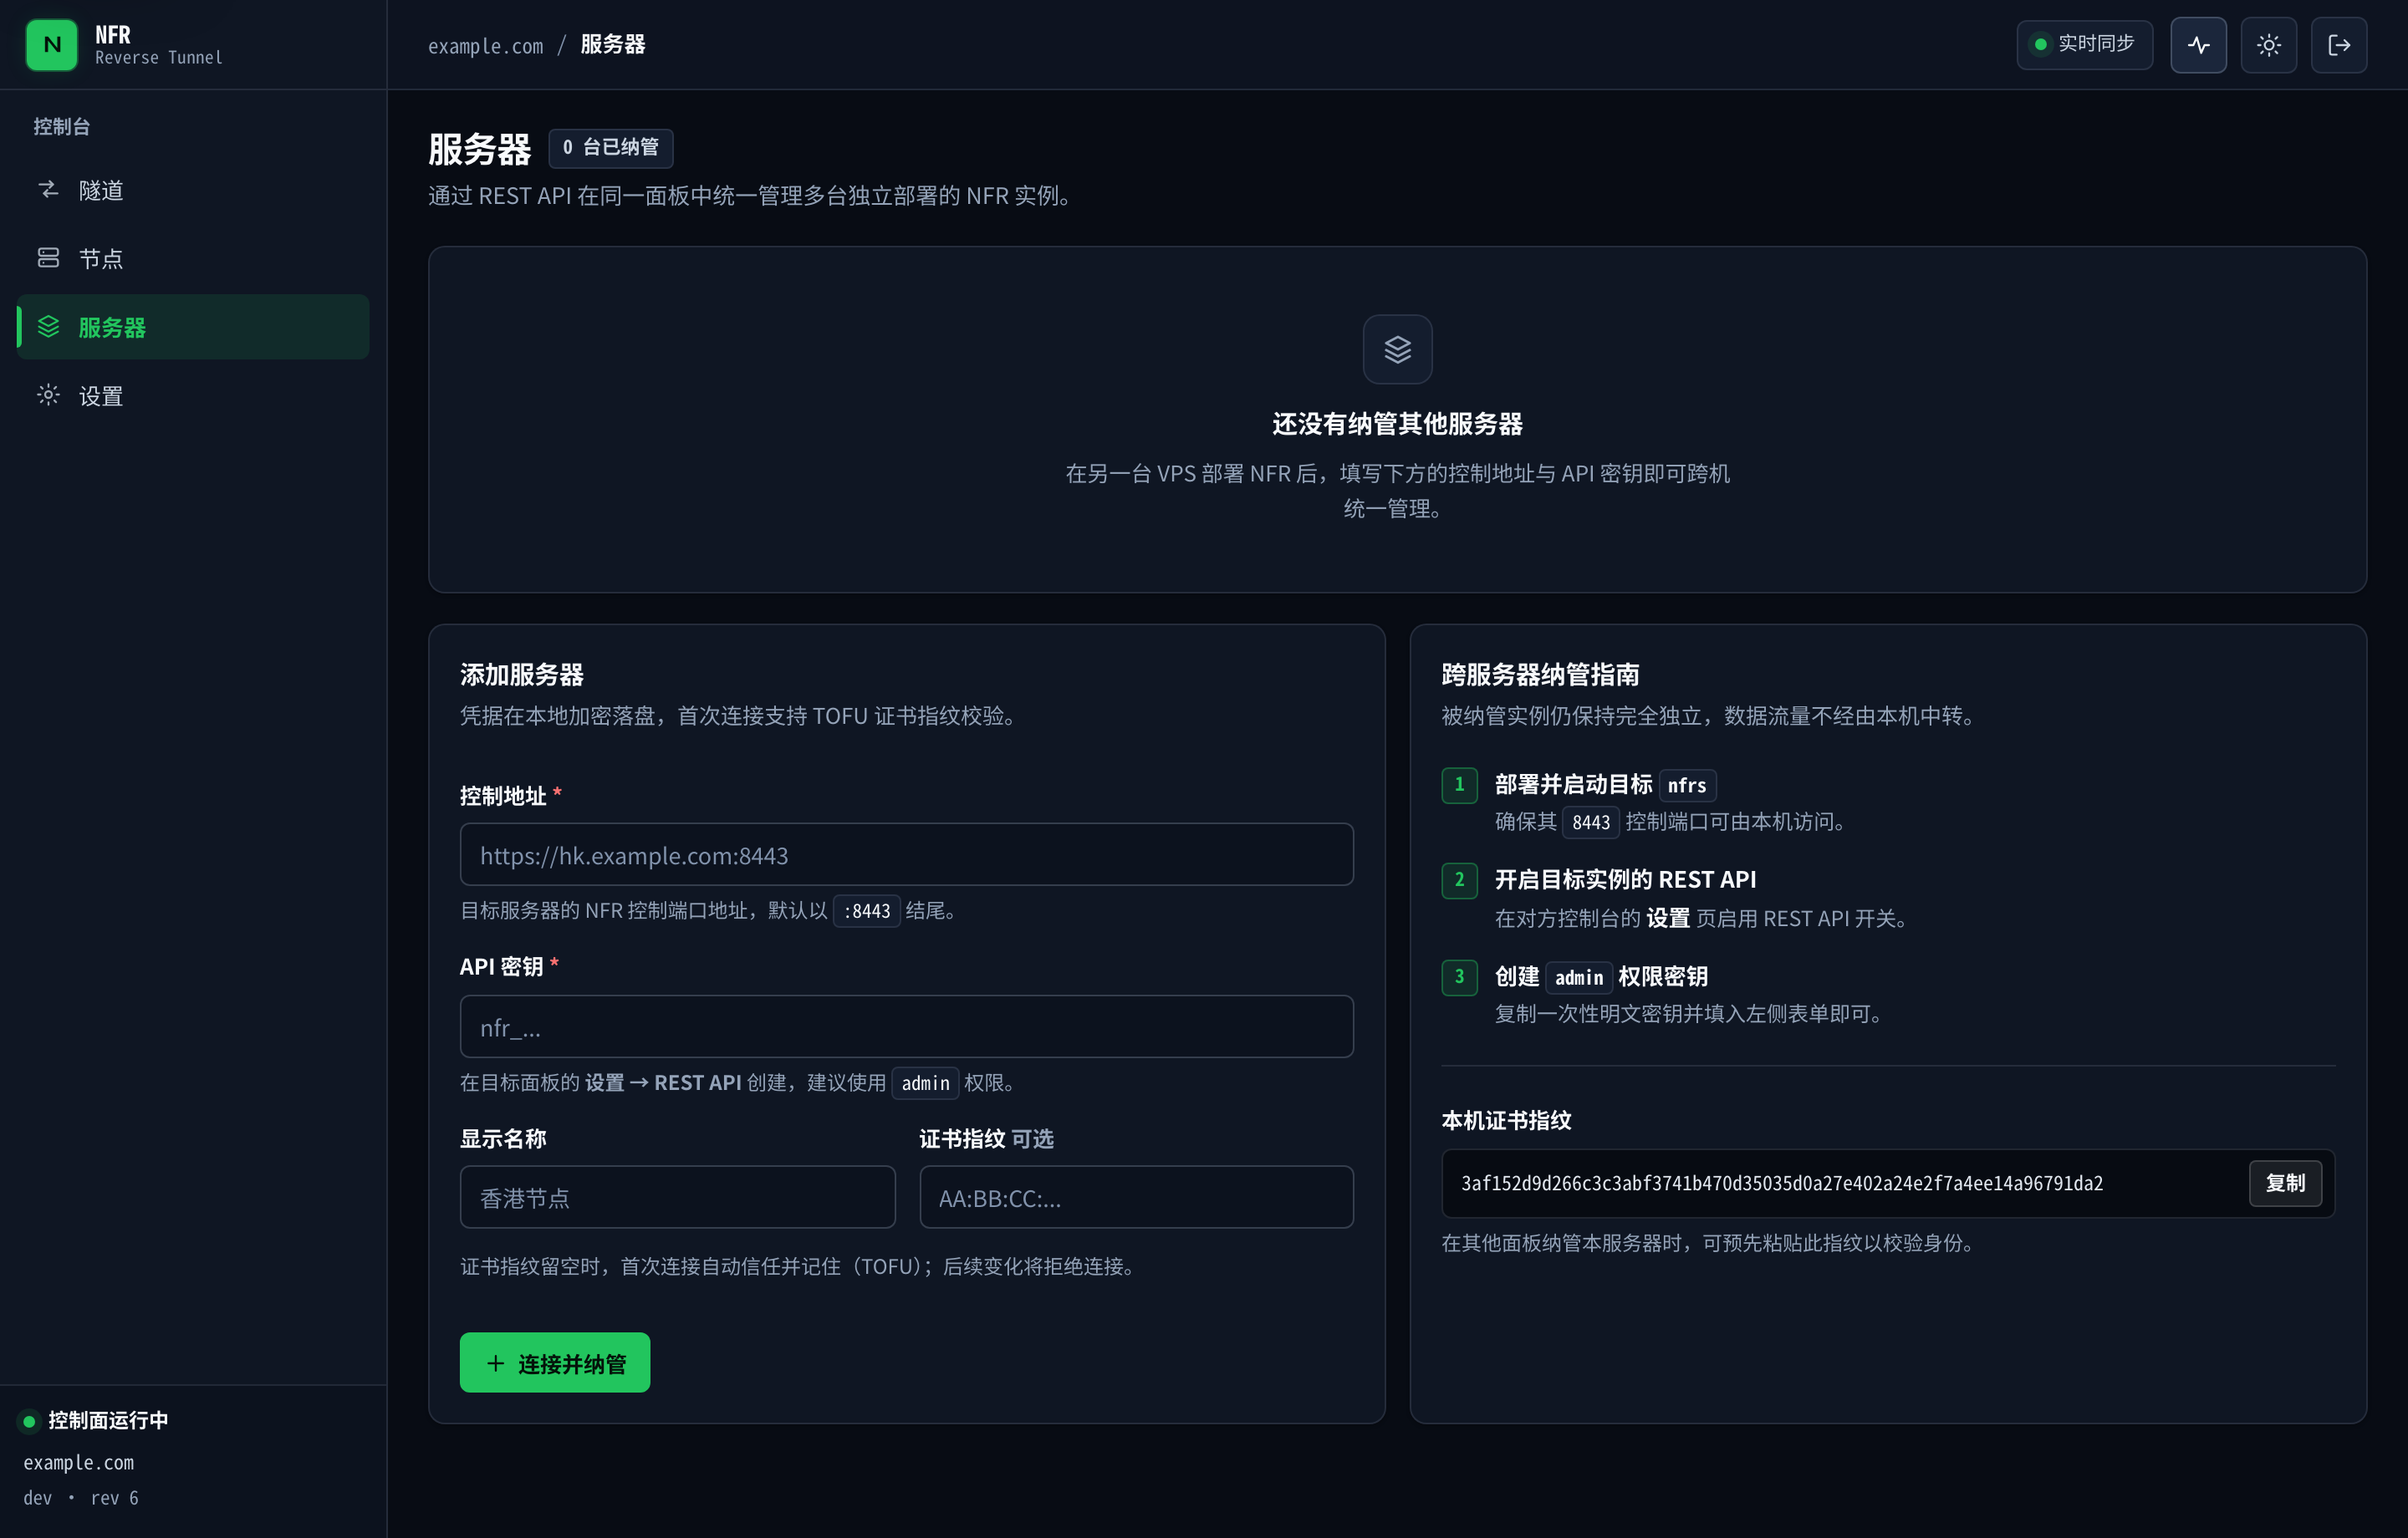 N
NFR
Reverse Tunnel
控制台
隧道
节点
服务器
设置
控制面运行中
example.com
dev • rev 6
example.com / 服务器
实时同步
服务器
0 台已纳管
通过 REST API 在同一面板中统一管理多台独立部署的 NFR 实例。
还没有纳管其他服务器
在另一台 VPS 部署 NFR 后，填写下方的控制地址与 API 密钥即可跨机
统一管理。
添加服务器
凭据在本地加密落盘，首次连接支持 TOFU 证书指纹校验。
控制地址 *
https://hk.example.com:8443
目标服务器的 NFR 控制端口地址，默认以 :8443 结尾。
API 密钥 *
nfr_...
在目标面板的 设置 → REST API 创建，建议使用 admin 权限。
显示名称
香港节点
证书指纹 可选
AA:BB:CC:...
证书指纹留空时，首次连接自动信任并记住（TOFU）；后续变化将拒绝连接。
+ 连接并纳管
跨服务器纳管指南
被纳管实例仍保持完全独立，数据流量不经由本机中转。
1 部署并启动目标 nfrs
确保其 8443 控制端口可由本机访问。
2 开启目标实例的 REST API
在对方控制台的 设置 页启用 REST API 开关。
3 创建 admin 权限密钥
复制一次性明文密钥并填入左侧表单即可。
本机证书指纹
3af152d9d266c3c3abf3741b470d35035d0a27e402a24e2f7a4ee14a96791da2
复制
在其他面板纳管本服务器时，可预先粘贴此指纹以校验身份。